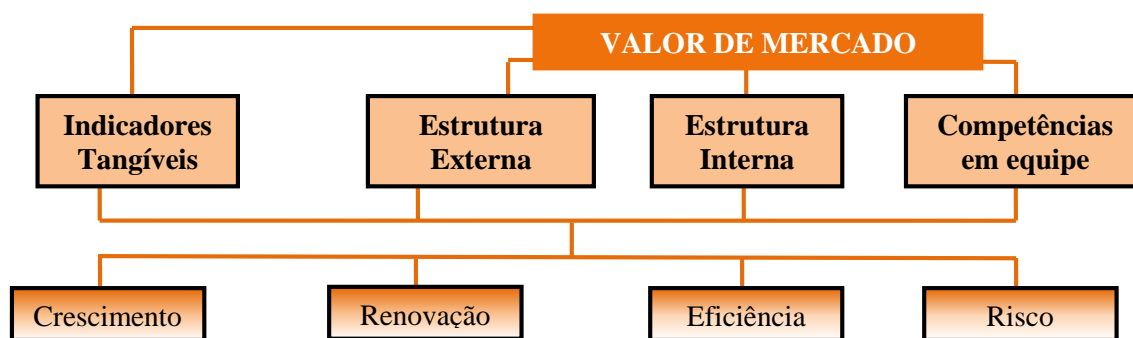 VALOR DE MERCADO
Indicadores
Tangíveis
Estrutura
Externa
Estrutura
Interna
Competências
em equipe
Crescimento
Renovação
Eficiência
Risco